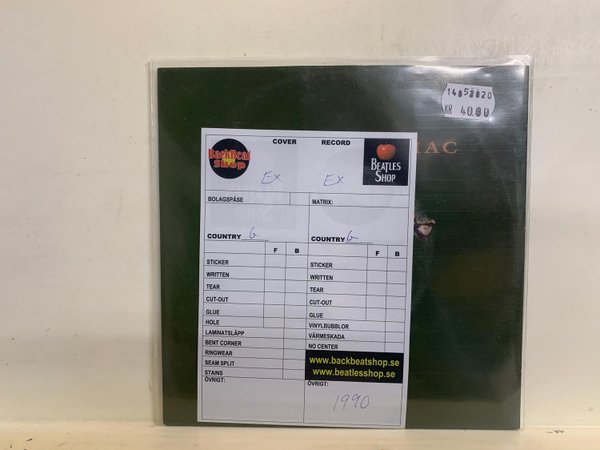 14058020
KR 40.00
MAC
COVER RECORD
BackBeat
Shop
BEATLES
SHOP
EX EX
BOLAGSPÅSE MATRIX:
COUNTRY G COUNTRY G
F B F B
STICKER STICKER
WRITTEN WRITTEN
TEAR TEAR
CUT-OUT CUT-OUT
GLUE GLUE
HOLE VINYLBUBBLOR
LAMINATSLÄPP VÄRMESKADA
BENT CORNER NO CENTER
RINGWEAR
SEAM SPLIT
STAINS
www.backbeatshop.se
www.beatlesshop.se
ÖVRIGT: ÖVRIGT:
1990